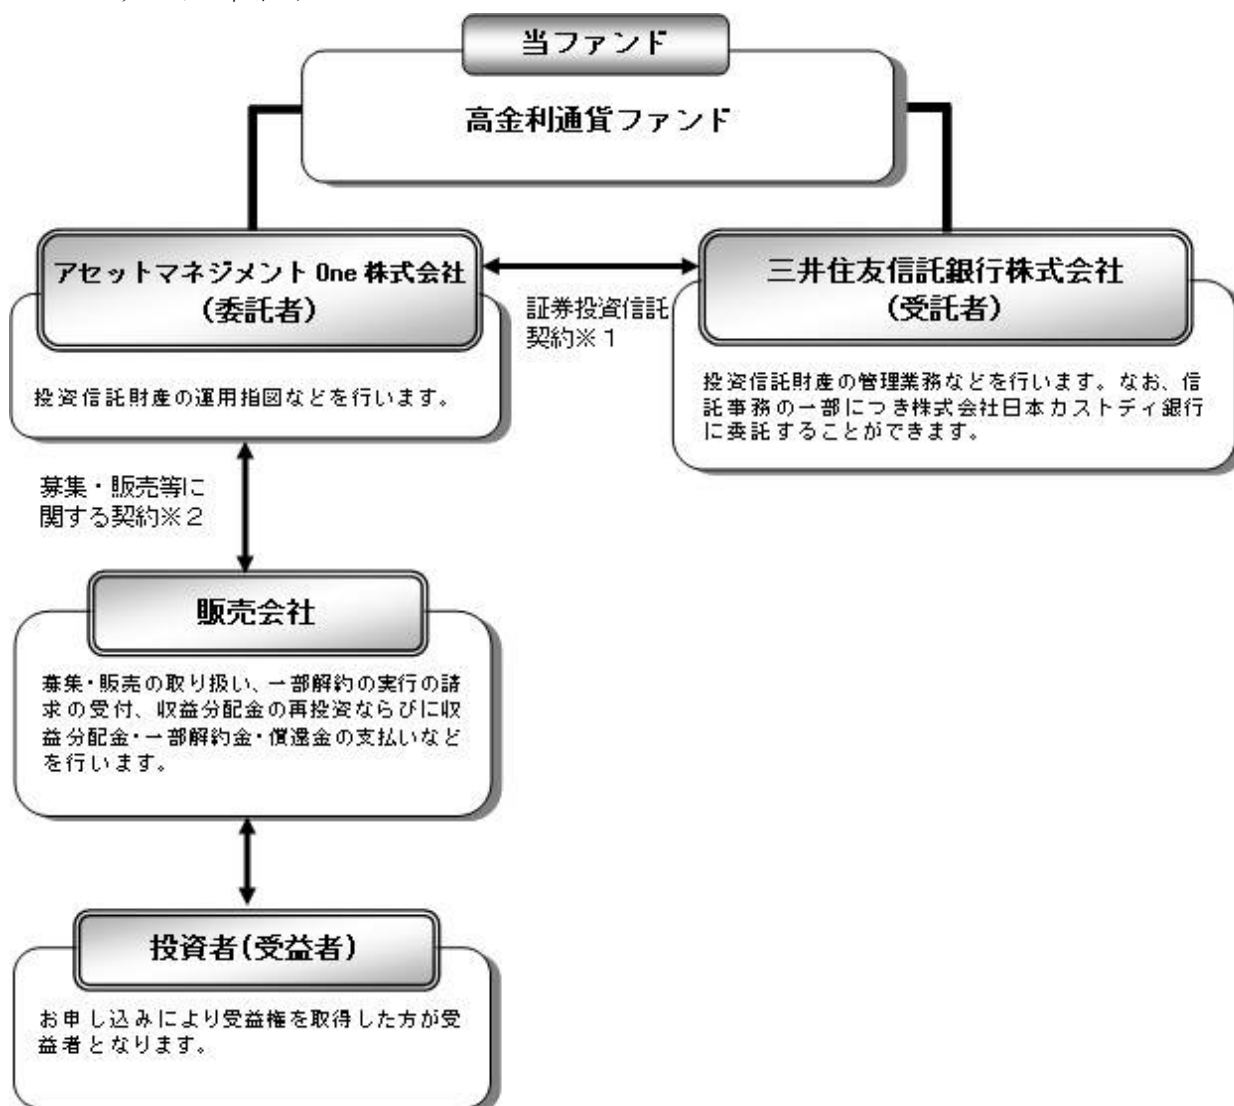 当ファンド
高金利通貨ファンド
アセットマネジメント One 株式会社
(委託者)
投資信託財産の運用指図などを行います。
証券投資信託
契約※1
三井住友信託銀行株式会社
(受託者)
投資信託財産の管理業務などを行います。なお、信
託事務の一部につき株式会社日本カストディ銀行
に委託することができます。
募集・販売等に
関する契約※2
販売会社
募集・販売の取り扱い、一部解約の実行の請
求の受付、収益分配金の再投資ならびに収
益分配金・一部解約金・償還金の支払いなど
を行います。
投資者(受益者)
お申し込みにより受益権を取得した方が受
益者となります。